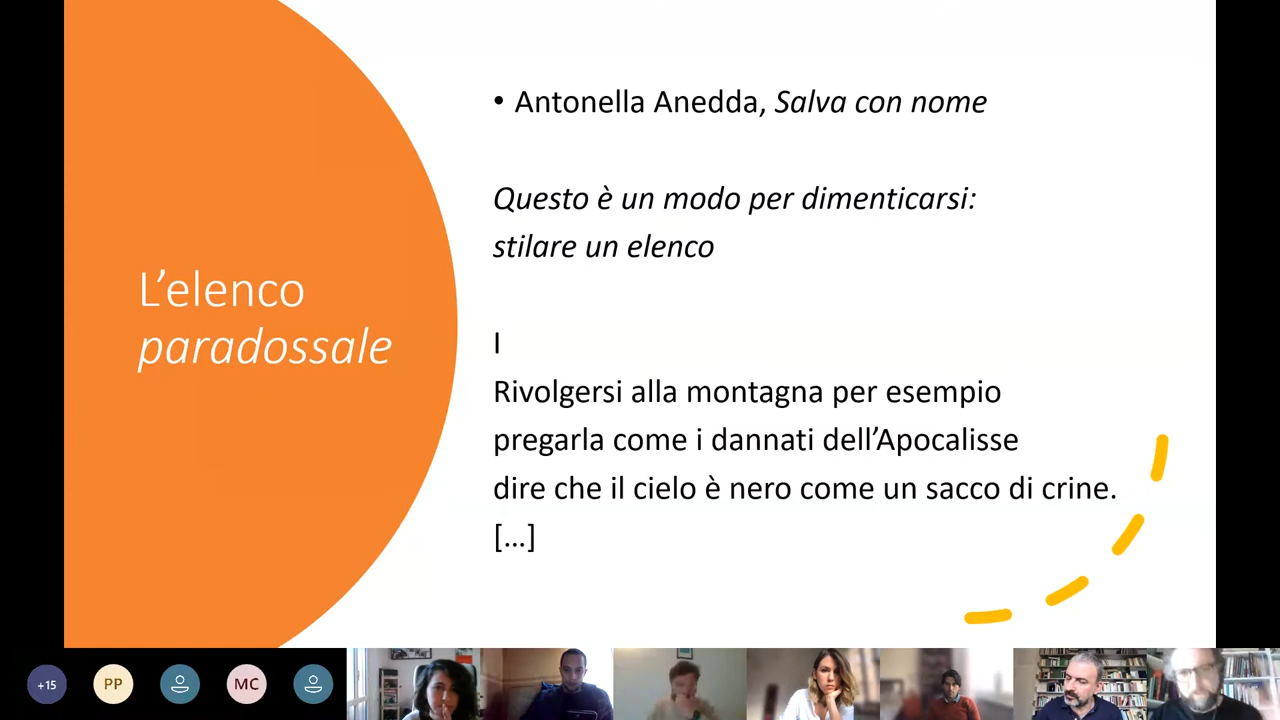 L'elenco
paradossale
• Antonella Anedda, Salva con nome
Questo è un modo per dimenticarsi:
stilare un elenco
I
Rivolgersi alla montagna per esempio
pregarla come i dannati dell'Apocalisse
dire che il cielo è nero come un sacco di crine.
[...]
+15
PP
MC